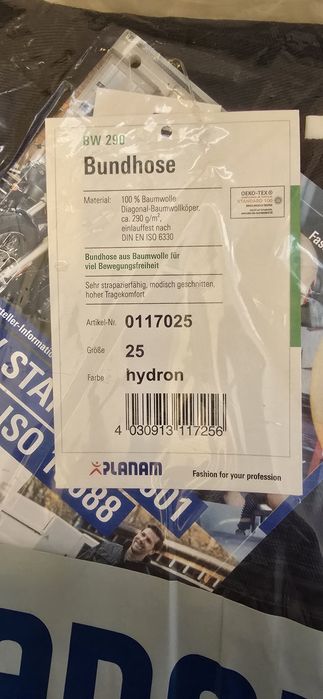 BW 290
Bundhose
Material: 100 % Baumwolle
Diagonal-Baumwollköper,
ca. 290 g/m²,
einlauffest nach
DIN EN ISO 6330
OEKO-TEX®
STANDARD 100
Bundhose aus Baumwolle für
viel Bewegungsfreiheit
Sehr strapazierfähig, modisch geschnitten,
hoher Tragekomfort
Artikel-Nr. 0117025
Größe 25
Farbe hydron
4 030913 117256
PLANAM
Fashion for your profession
ISO